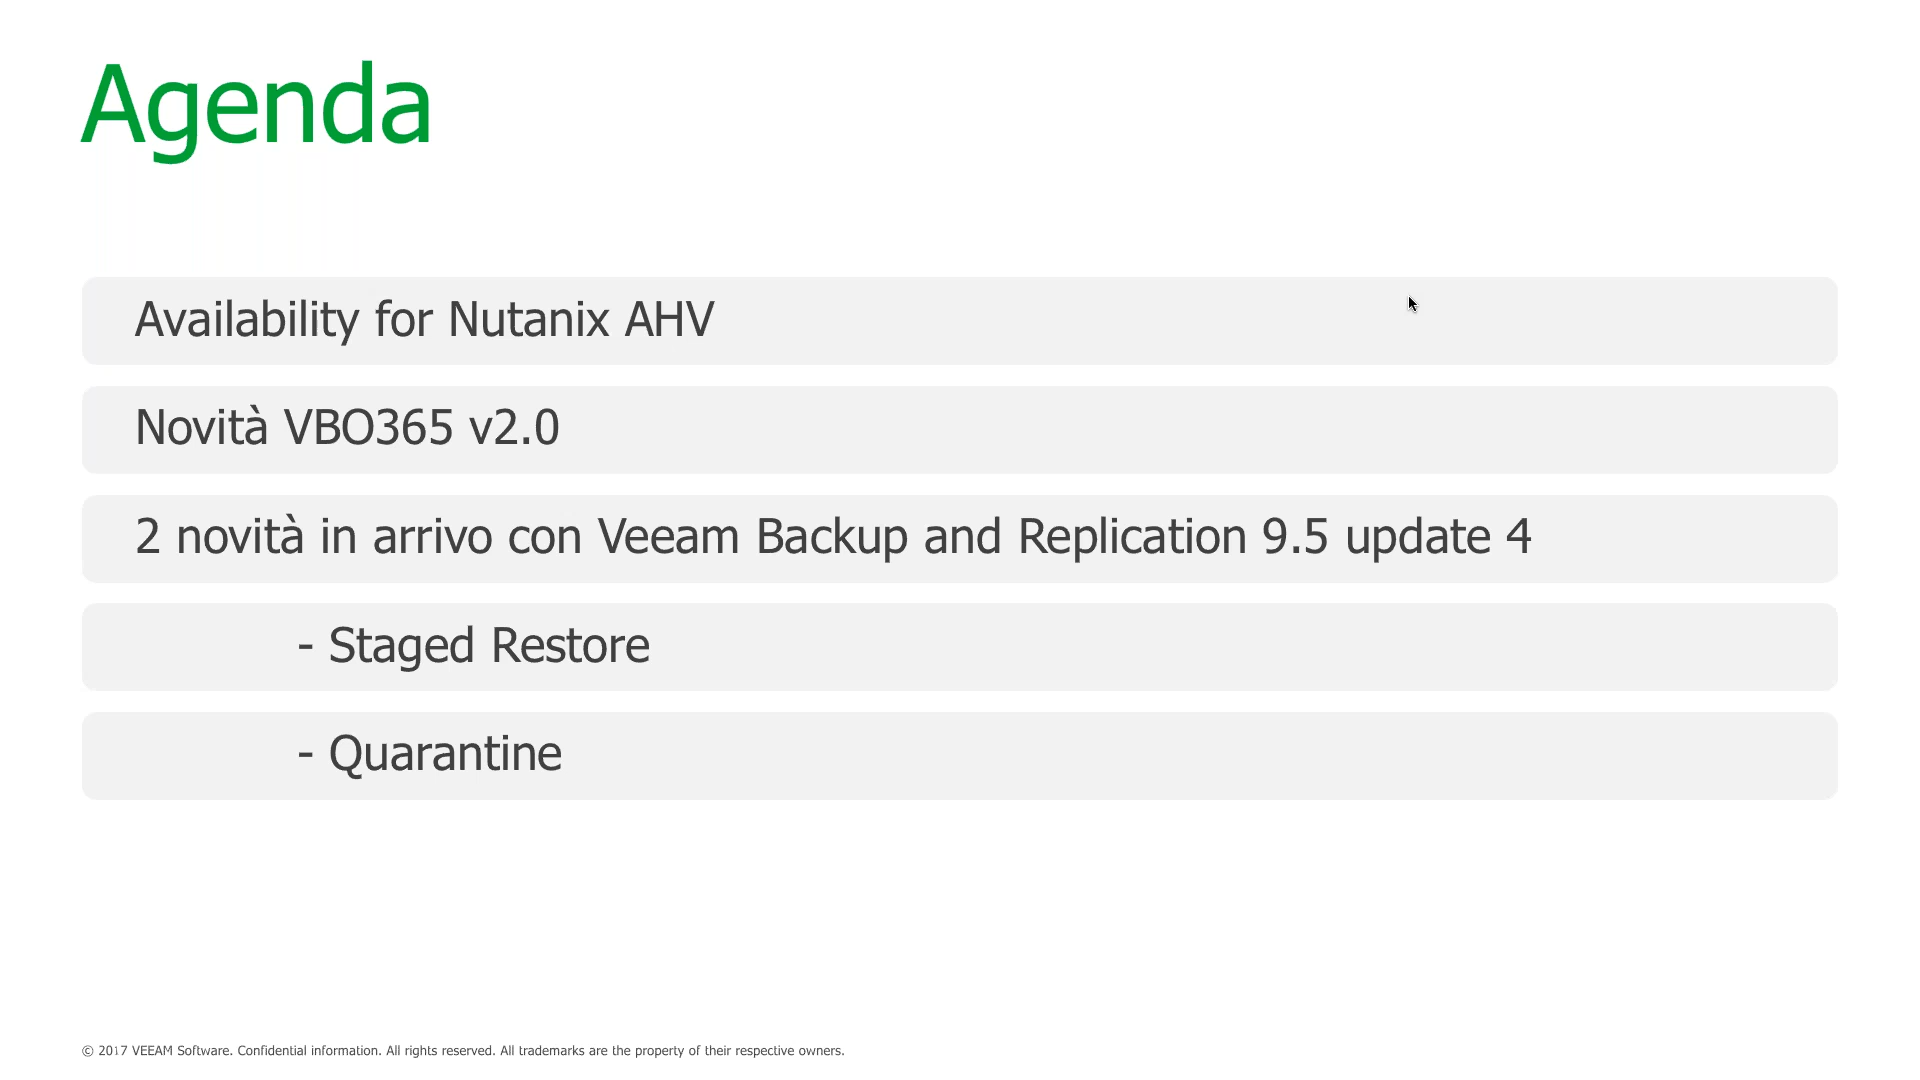 Agenda
Availability for Nutanix AHV
Novità VBO365 v2.0
2 novità in arrivo con Veeam Backup and Replication 9.5 update 4
- Staged Restore
- Quarantine
© 2017 VEEAM Software. Confidential information. All rights reserved. All trademarks are the property of their respective owners.